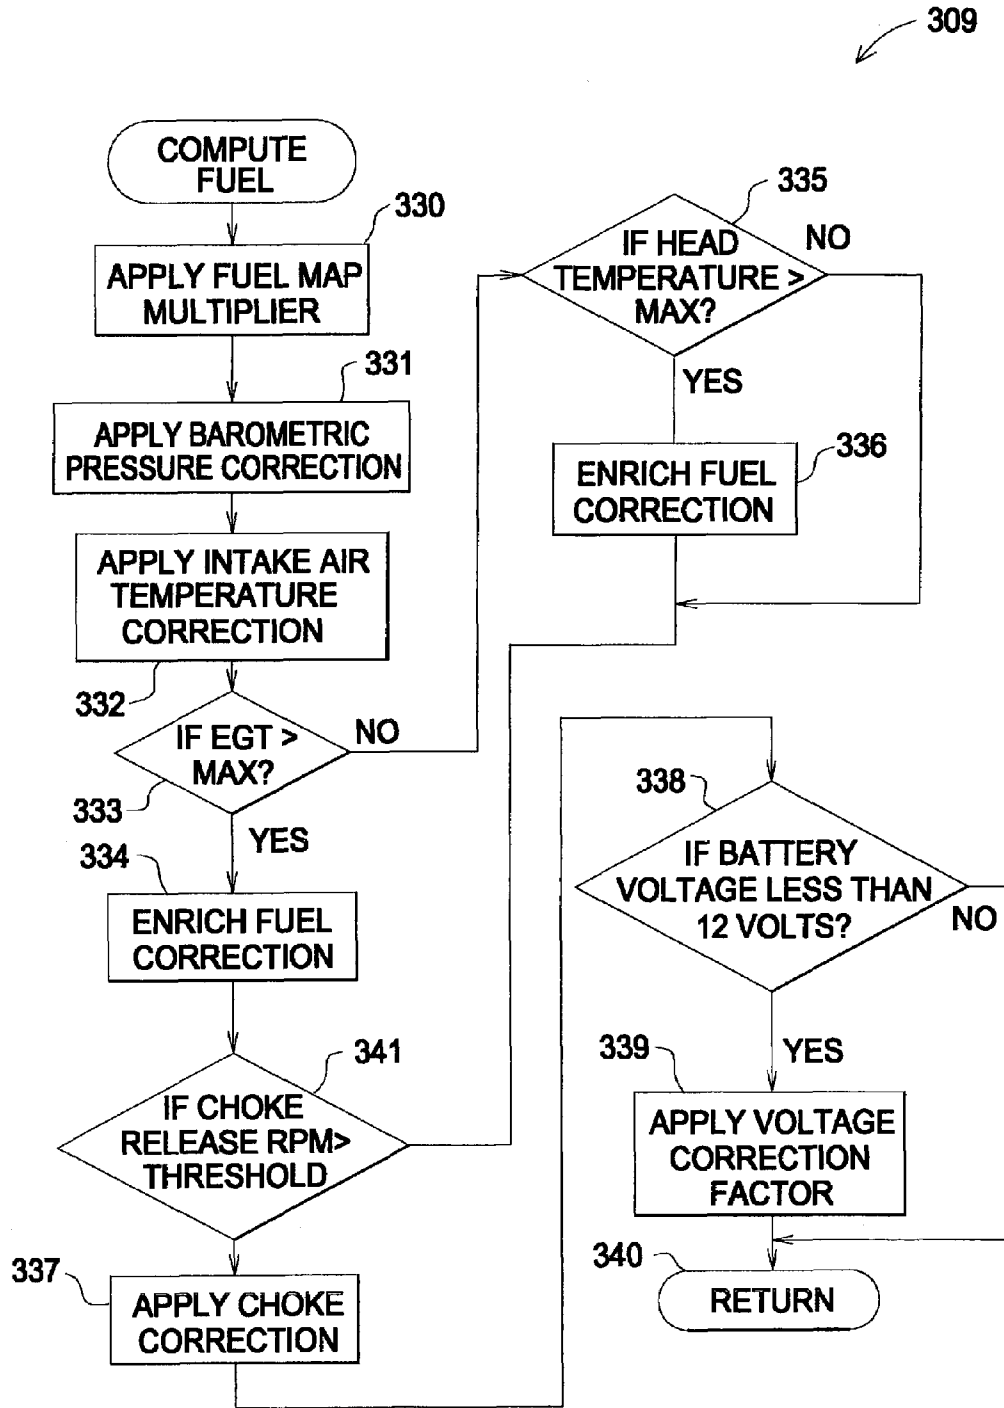 309
COMPUTE
FUEL
330
APPLY FUEL MAP
MULTIPLIER
331
APPLY BAROMETRIC
PRESSURE CORRECTION
APPLY INTAKE AIR
TEMPERATURE
CORRECTION
332
IF EGT >
MAX?
NO
333
YES
334
ENRICH FUEL
CORRECTION
341
IF CHOKE
RELEASE RPM>
THRESHOLD
337
APPLY CHOKE
CORRECTION
335
IF HEAD
TEMPERATURE >
MAX?
NO
YES
336
ENRICH FUEL
CORRECTION
338
IF BATTERY
VOLTAGE LESS THAN
12 VOLTS?
NO
YES
339
APPLY VOLTAGE
CORRECTION
FACTOR
340
RETURN